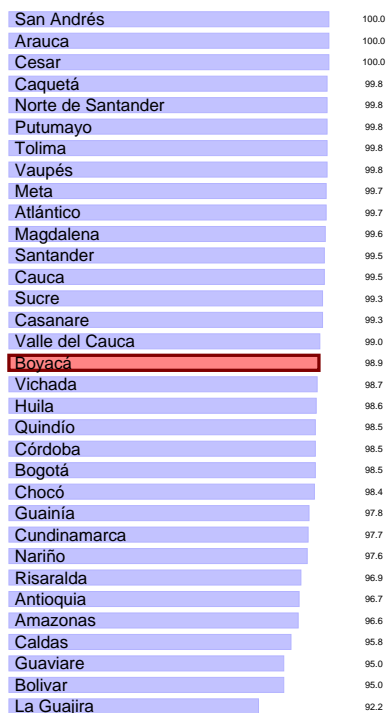 San Andrés 100.0
Arauca 100.0
Cesar 100.0
Caquetá 99.8
Norte de Santander 99.8
Putumayo 99.8
Tolima 99.8
Vaupés 99.8
Meta 99.7
Atlántico 99.7
Magdalena 99.6
Santander 99.5
Cauca 99.5
Sucre 99.3
Casanare 99.3
Valle del Cauca 99.0
Boyacá 98.9
Vichada 98.7
Huila 98.6
Quindío 98.5
Córdoba 98.5
Bogotá 98.5
Chocó 98.4
Guainía 97.8
Cundinamarca 97.7
Nariño 97.6
Risaralda 96.9
Antioquia 96.7
Amazonas 96.6
Caldas 95.8
Guaviare 95.0
Bolivar 95.0
La Guajira 92.2